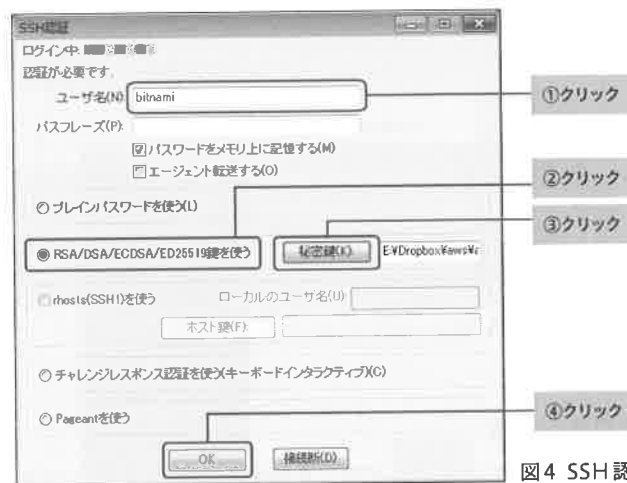 SSH認証
ログイン中:
認証が必要です.
ユーザ名(N): bitnami
①クリック
パスフレーズ(P):
パスワードをメモリ上に記憶する(M)
エージェント転送する(O)
②クリック
プレインパスワードを使う(L)
③クリック
RSA/DSA/ECDSA/ED25519鍵を使う 秘密鍵(K): E:¥Dropbox¥aws¥a
rhosts(SSH1)を使う ローカルのユーザ名(U):
ホスト鍵(F):
チャレンジレスポンス認証を使う(キーボードインタラクティブ)(C)
Pageantを使う
④クリック
OK 接続断(D)
図4 SSH認